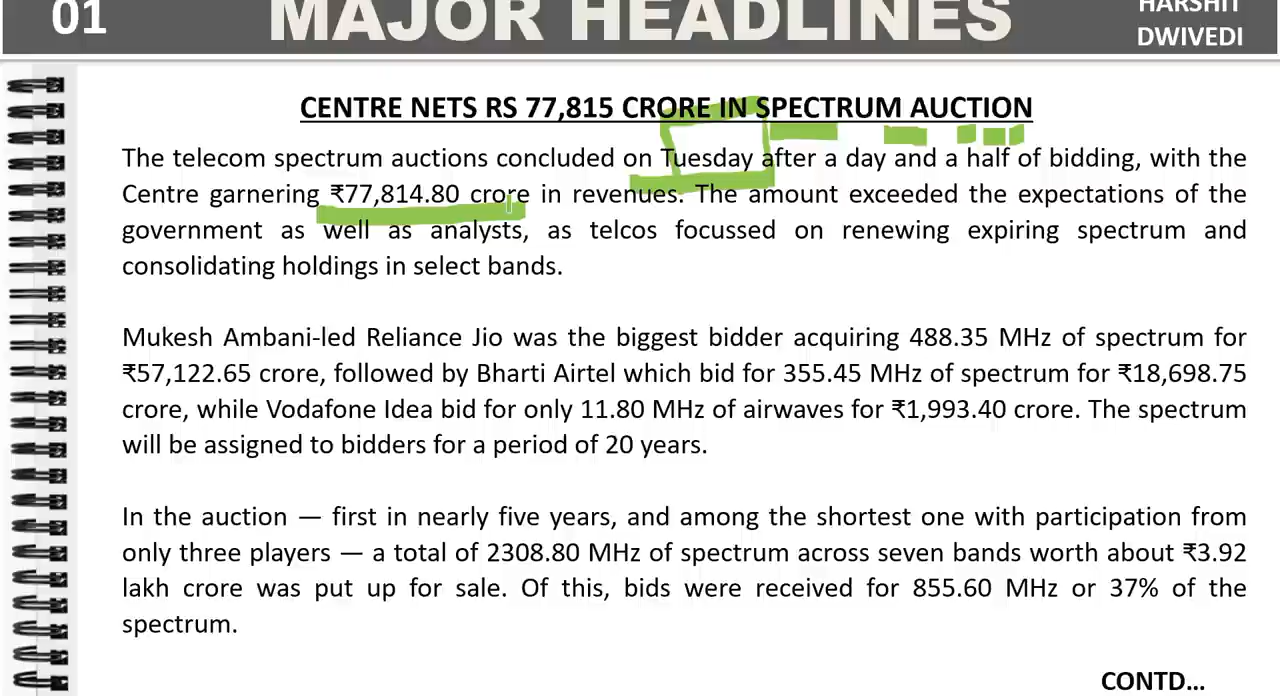 01
MAJOR HEADLINES
HARSHIT
DWIVEDI
CENTRE NETS RS 77,815 CRORE IN SPECTRUM AUCTION
The telecom spectrum auctions concluded on Tuesday after a day and a half of bidding, with the
Centre garnering ₹77,814.80 crore in revenues. The amount exceeded the expectations of the
government as well as analysts, as telcos focussed on renewing expiring spectrum and
consolidating holdings in select bands.
Mukesh Ambani-led Reliance Jio was the biggest bidder acquiring 488.35 MHz of spectrum for
₹57,122.65 crore, followed by Bharti Airtel which bid for 355.45 MHz of spectrum for ₹18,698.75
crore, while Vodafone Idea bid for only 11.80 MHz of airwaves for ₹1,993.40 crore. The spectrum
will be assigned to bidders for a period of 20 years.
In the auction — first in nearly five years, and among the shortest one with participation from
only three players — a total of 2308.80 MHz of spectrum across seven bands worth about ₹3.92
lakh crore was put up for sale. Of this, bids were received for 855.60 MHz or 37% of the
spectrum.
CONTD...